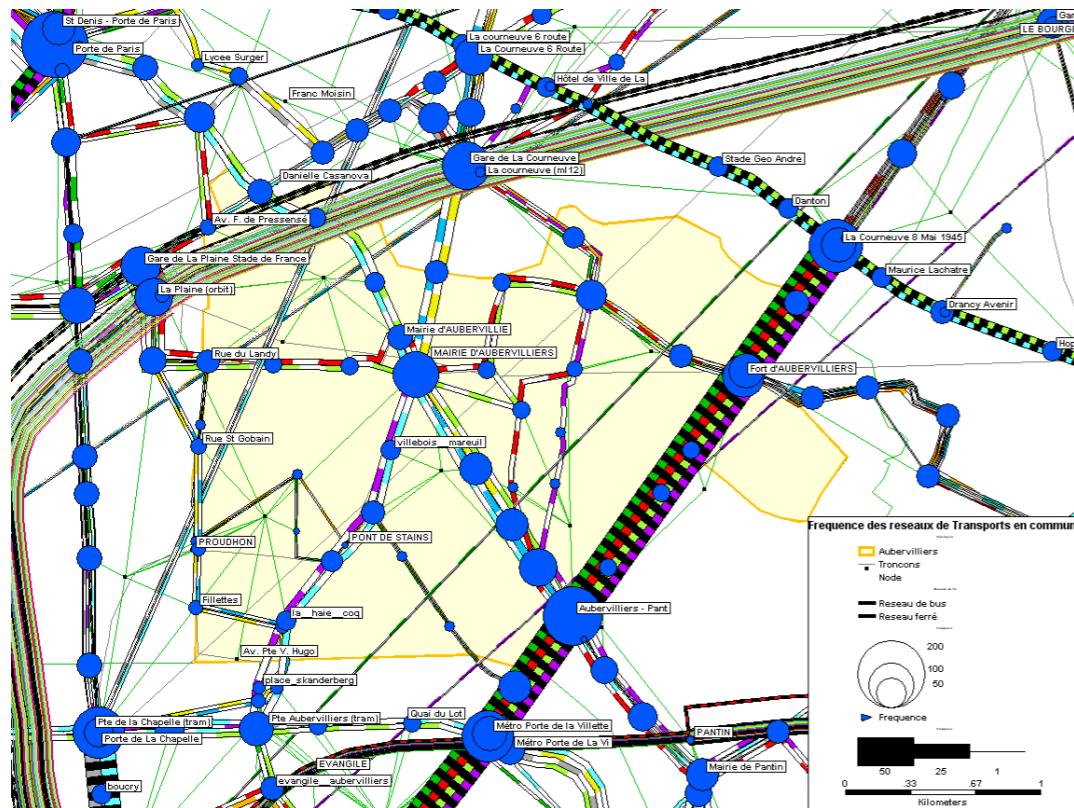 St Denis - Porte de Paris
Porte de Paris
Lycee Surger
La courneuve 6 route
La Courneuve 6 Route
LE BOURGE
Hôtel de Ville de La
Franc Moisin
Gare de La Courneuve
La courneuve (ml12)
Stade Geo Andre
Danielle Casanova
Av. F. de Pressensé
Danton
La Courneuve 8 Mai 1945
Gare de La Plaine Stade de France
La Plaine (orbit)
Maurice Lachatre
Drancy Avenir
Hop
Mairie d'AUBERVILLIE
MAIRIE D'AUBERVILLIERS
Rue du Landy
Fort d'AUBERVILLIERS
Rue St Gobain
villebois__mareuil
PROUDHON
PONT DE STAINS
Fillettes
la__haie__coq
Aubervilliers - Pant
Av. Pte V. Hugo
place_skanderberg
Pte de la Chapelle (tram)
Porte de La Chapelle
Pte Aubervilliers (tram)
Quai du Lot
Métro Porte de la Villette
Métro Porte de La Vi
PANTIN
EVANGILE
evangile__aubervilliers
Mairie de Pantin
boucry
Frequence des reseaux de Transports en commun
Aubervilliers
Troncons
Node
Reseau de bus
Reseau ferré
200
100
50
Frequence
50 25 1
0 .33 .67 1
Kilometers